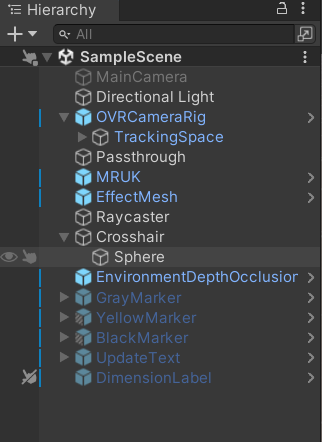 Hierarchy
All
SampleScene
MainCamera
Directional Light
OVRCameraRig
TrackingSpace
Passthrough
MRUK
EffectMesh
Raycaster
Crosshair
Sphere
EnvironmentDepthOcclusion
GrayMarker
YellowMarker
BlackMarker
UpdateText
DimensionLabel